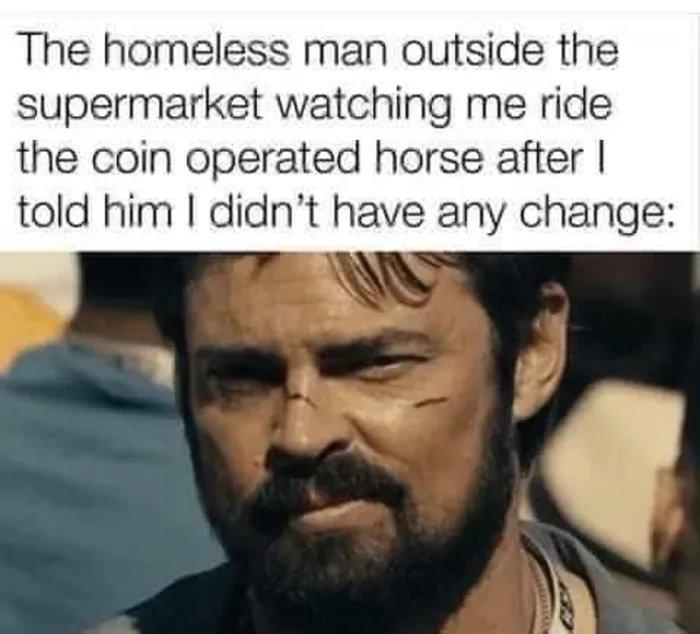 The homeless man outside the
supermarket watching me ride
the coin operated horse after I
told him I didn't have any change: